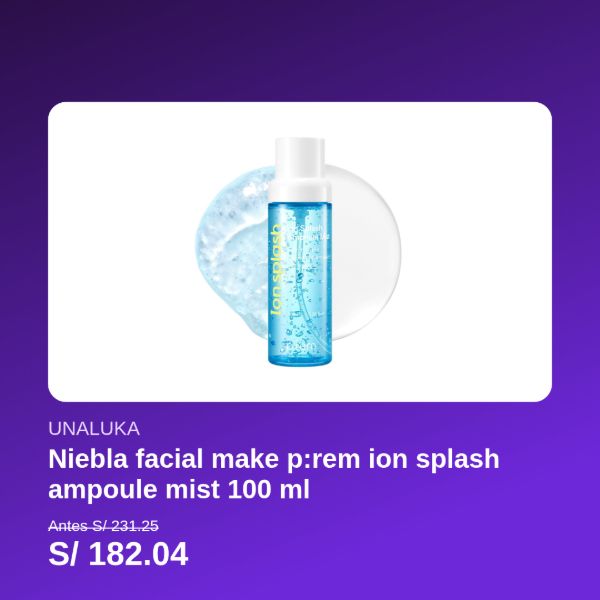 Ion splash
UNALUKA
Niebla facial make p:rem ion splash
ampoule mist 100 ml
Antes S/ 231.25
S/ 182.04